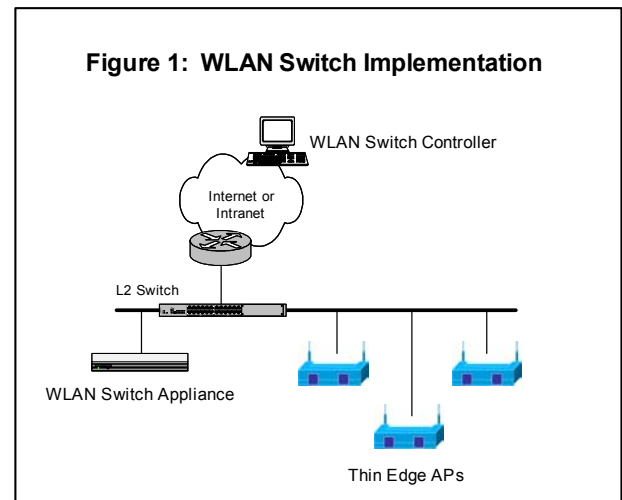 Figure 1: WLAN Switch Implementation
WLAN Switch Controller
Internet or
Intranet
L2 Switch
WLAN Switch Appliance
Thin Edge APs